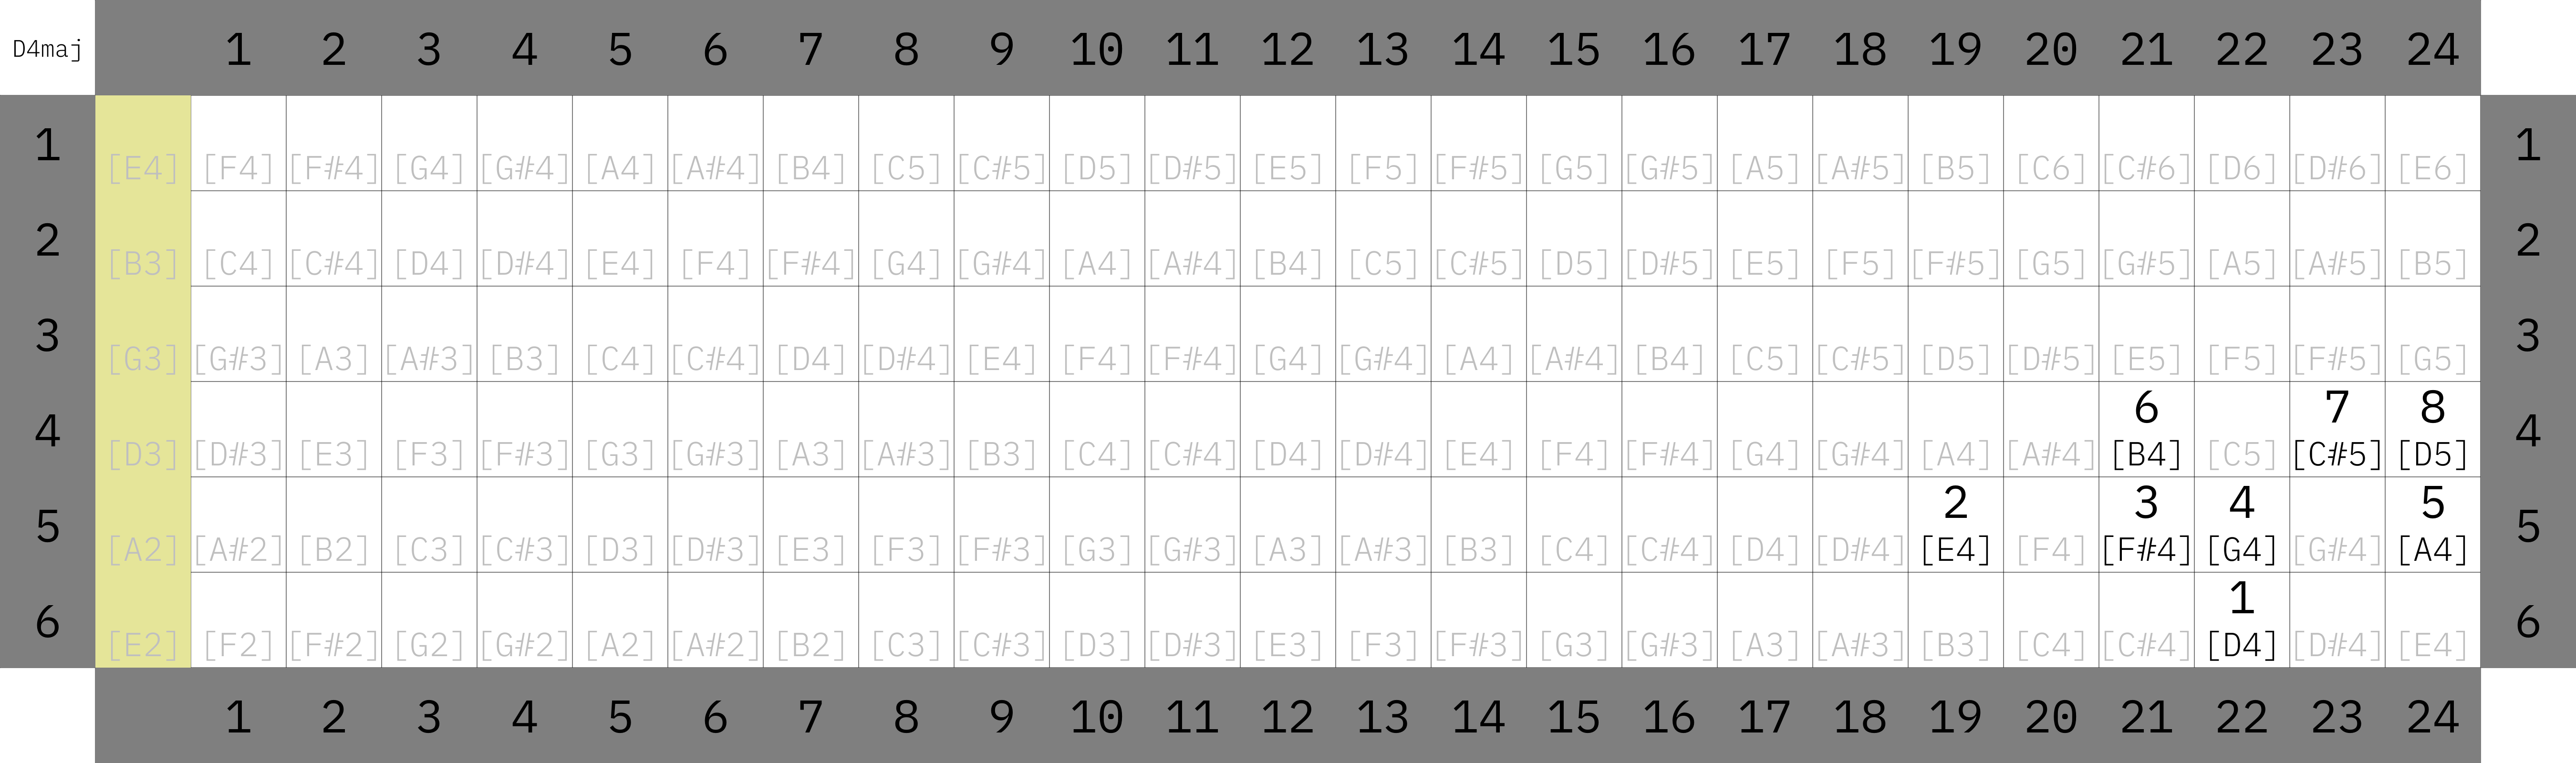 D4maj 1 2 3 4 5 6 7 8 9 10 11 12 13 14 15 16 17 18 19 20 21 22 23 24
1 [E4] [F4] [F#4] [G4] [G#4] [A4] [A#4] [B4] [C5] [C#5] [D5] [D#5] [E5] [F5] [F#5] [G5] [G#5] [A5] [A#5] [B5] [C6] [C#6] [D6] [D#6] [E6] 1
2 [B3] [C4] [C#4] [D4] [D#4] [E4] [F4] [F#4] [G4] [G#4] [A4] [A#4] [B4] [C5] [C#5] [D5] [D#5] [E5] [F5] [F#5] [G5] [G#5] [A5] [A#5] [B5] 2
3 [G3] [G#3] [A3] [A#3] [B3] [C4] [C#4] [D4] [D#4] [E4] [F4] [F#4] [G4] [G#4] [A4] [A#4] [B4] [C5] [C#5] [D5] [D#5] [E5] [F5] [F#5] [G5] 3
6 7 8
4 [D3] [D#3] [E3] [F3] [F#3] [G3] [G#3] [A3] [A#3] [B3] [C4] [C#4] [D4] [D#4] [E4] [F4] [F#4] [G4] [G#4] [A4] [A#4] [B4] [C5] [C#5] [D5] 4
2 3 4 5
5 [A2] [A#2] [B2] [C3] [C#3] [D3] [D#3] [E3] [F3] [F#3] [G3] [G#3] [A3] [A#3] [B3] [C4] [C#4] [D4] [D#4] [E4] [F4] [F#4] [G4] [G#4] [A4] 5
1
6 [E2] [F2] [F#2] [G2] [G#2] [A2] [A#2] [B2] [C3] [C#3] [D3] [D#3] [E3] [F3] [F#3] [G3] [G#3] [A3] [A#3] [B3] [C4] [C#4] [D4] [D#4] [E4] 6
1 2 3 4 5 6 7 8 9 10 11 12 13 14 15 16 17 18 19 20 21 22 23 24